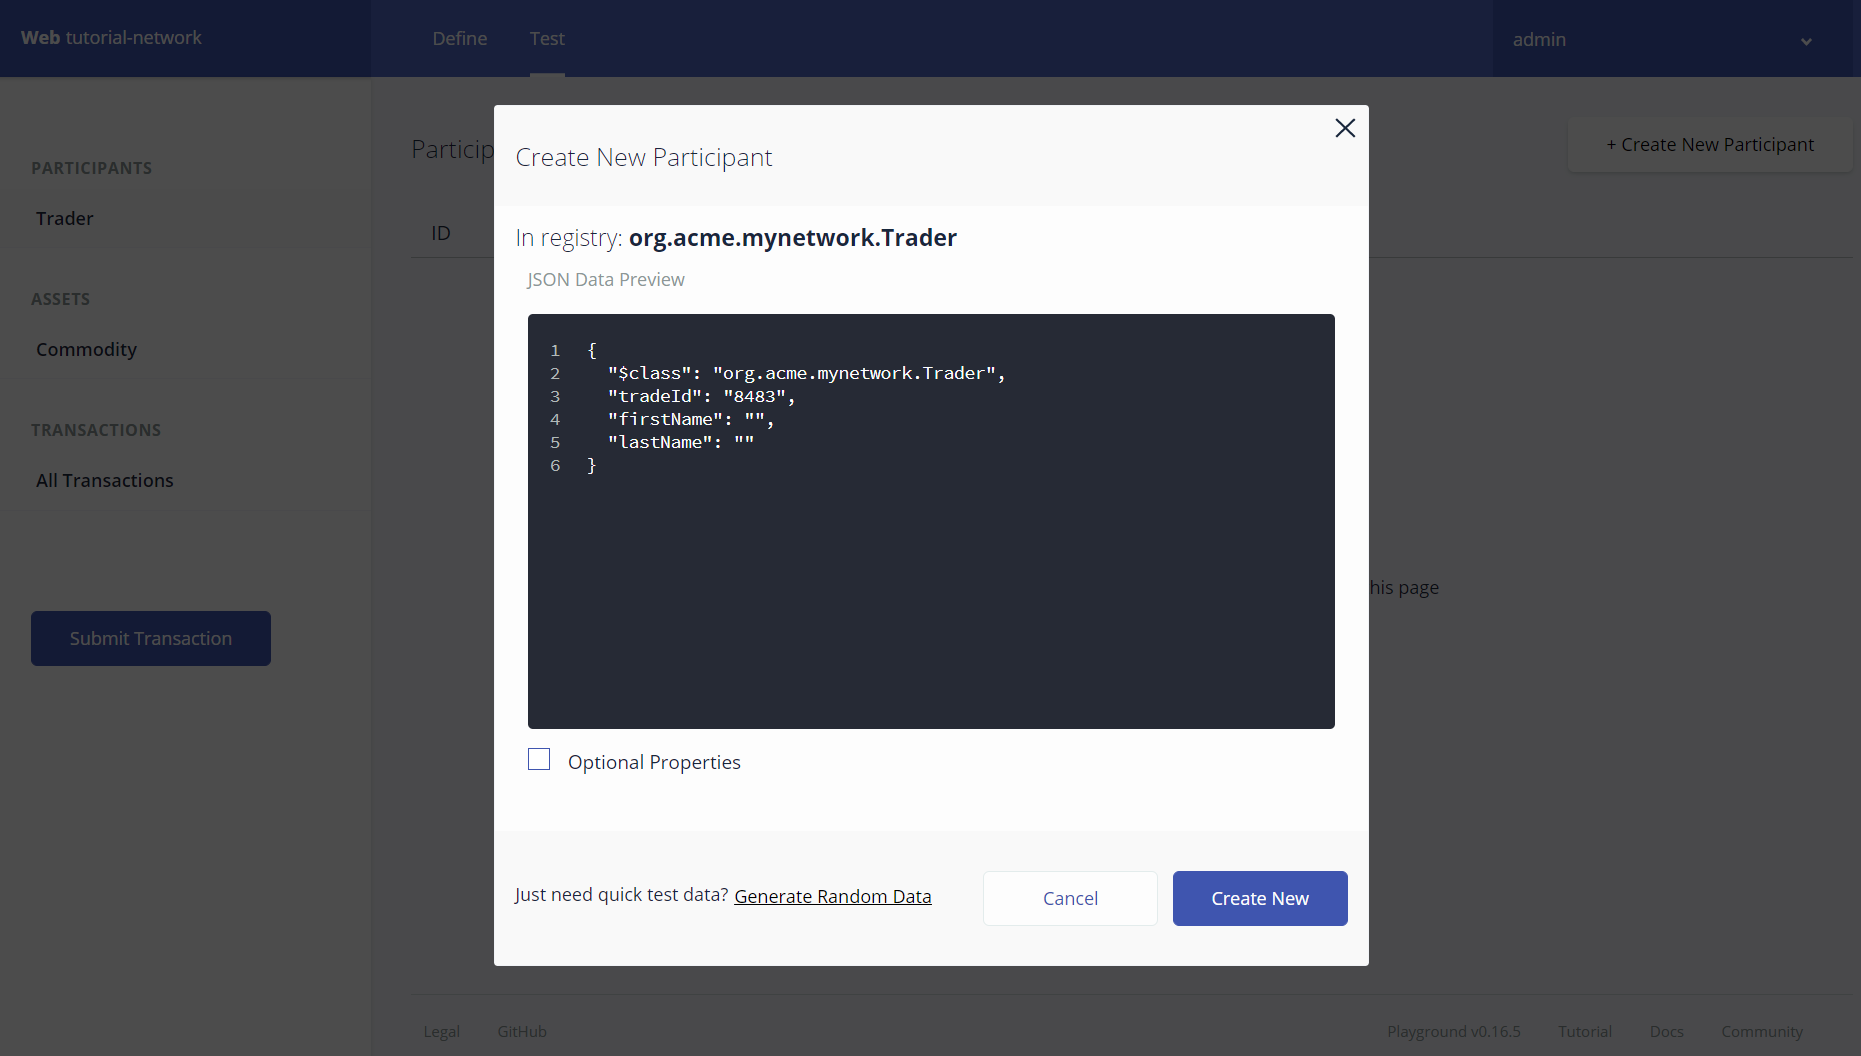 Web tutorial-network
Define
Test
admin
PARTICIPANTS
Trader
ASSETS
Commodity
TRANSACTIONS
All Transactions
Submit Transaction
Particip
+ Create New Participant
ID
Create New Participant
In registry: org.acme.mynetwork.Trader
JSON Data Preview
1 {
2 "$class": "org.acme.mynetwork.Trader",
3 "tradeId": "8483",
4 "firstName": "",
5 "lastName": ""
6 }
his page
Optional Properties
Just need quick test data? Generate Random Data
Cancel
Create New
Legal
GitHub
Playground v0.16.5
Tutorial
Docs
Community